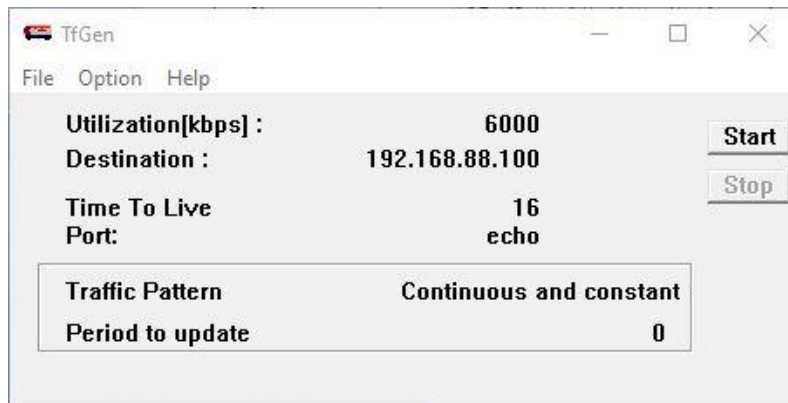 TfGen
File Option Help
Utilization[kbps] : 6000
Start
Destination : 192.168.88.100
Stop
Time To Live 16
Port: echo
Traffic Pattern Continuous and constant
Period to update 0